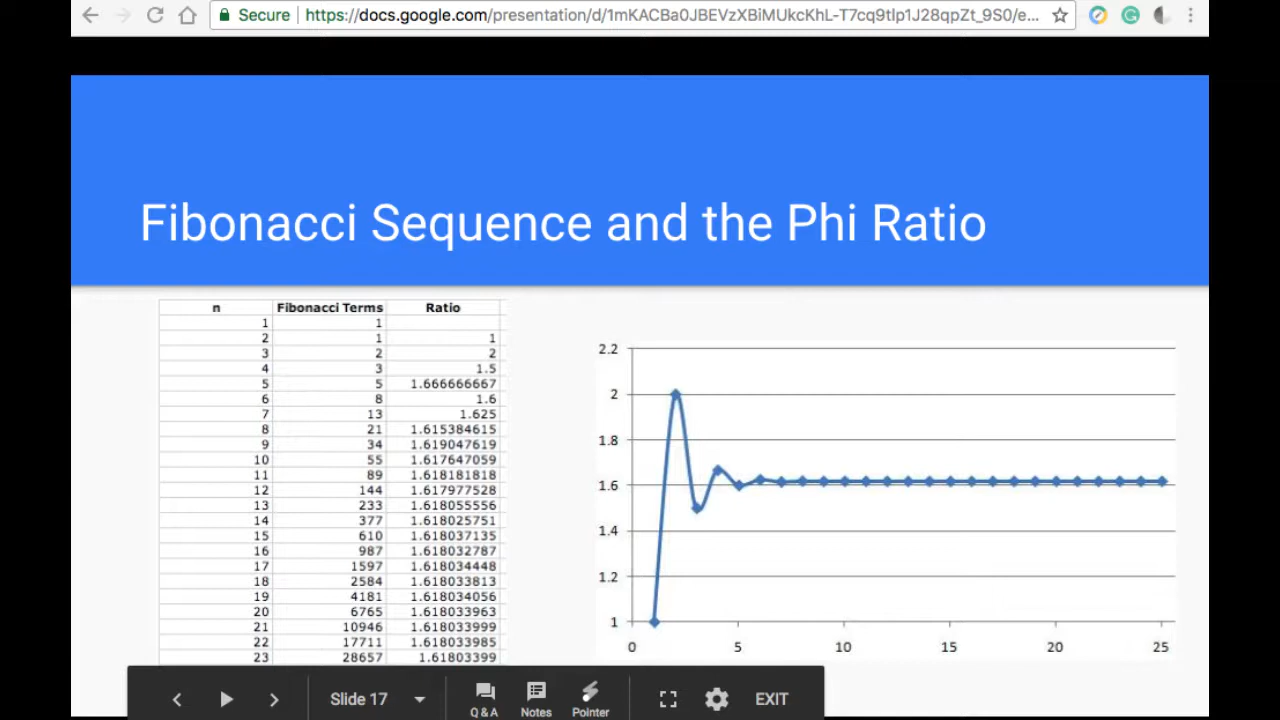 Secure https://docs.google.com/presentation/d/1mKACBa0JBEVzXBiMUkcKhL-T7cq9tlp1J28qpZt_9S0/e...
Fibonacci Sequence and the Phi Ratio
n Fibonacci Terms Ratio
1 1
2 1 1
3 2 2
4 3 1.5
5 5 1.666666667
6 8 1.6
7 13 1.625
8 21 1.615384615
9 34 1.619047619
10 55 1.617647059
11 89 1.618181818
12 144 1.617977528
13 233 1.618055556
14 377 1.618025751
15 610 1.618037135
16 987 1.618032787
17 1597 1.618034448
18 2584 1.618033813
19 4181 1.618034056
20 6765 1.618033963
21 10946 1.618033999
22 17711 1.618033985
23 28657 1.61803399
2.2
2
1.8
1.6
1.4
1.2
1
0 5 10 15 20 25
Slide 17 Q & A Notes Pointer EXIT